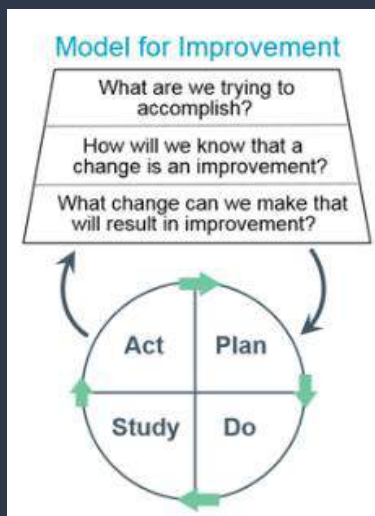 Model for Improvement
What are we trying to
accomplish?
How will we know that a
change is an improvement?
What change can we make that
will result in improvement?
Act
Plan
Study
Do